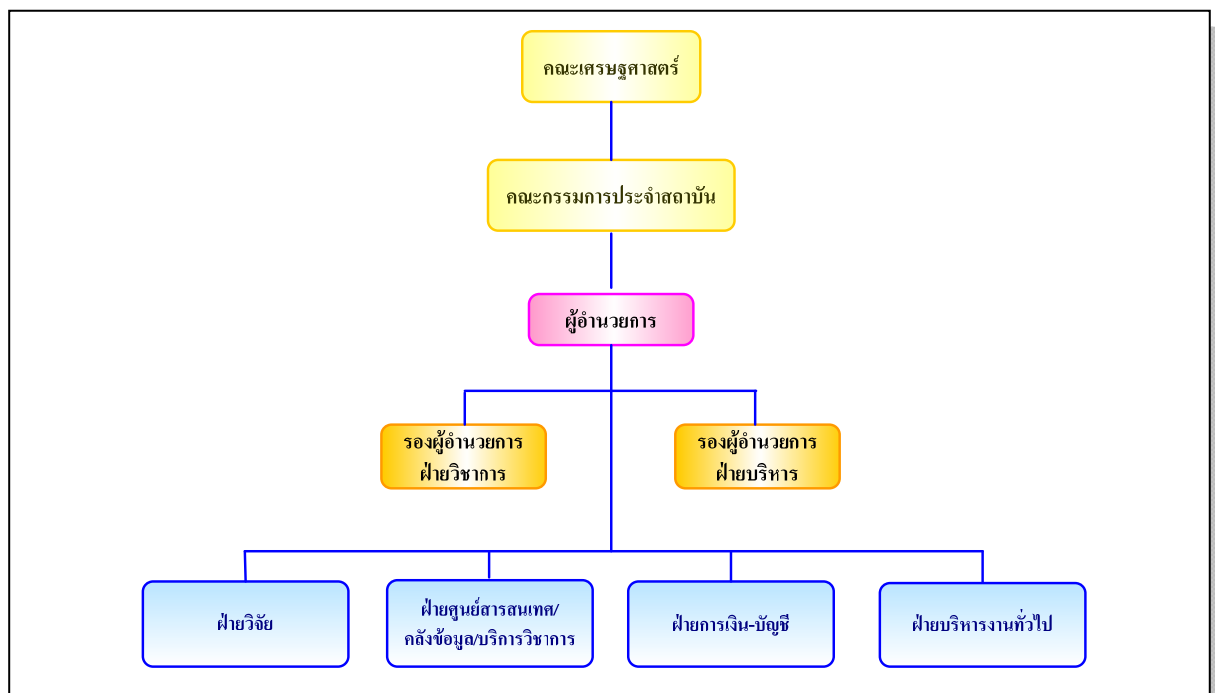 คณะเศรษฐศาสตร์
คณะกรรมการประจำสถาบัน
ผู้อำนวยการ
รองผู้อำนวยการ
ฝ่ายวิชาการ
รองผู้อำนวยการ
ฝ่ายบริหาร
ฝ่ายวิจัย
ฝ่ายศูนย์สารสนเทศ/
คลังข้อมูล/บริการวิชาการ
ฝ่ายการเงิน-บัญชี
ฝ่ายบริหารงานทั่วไป